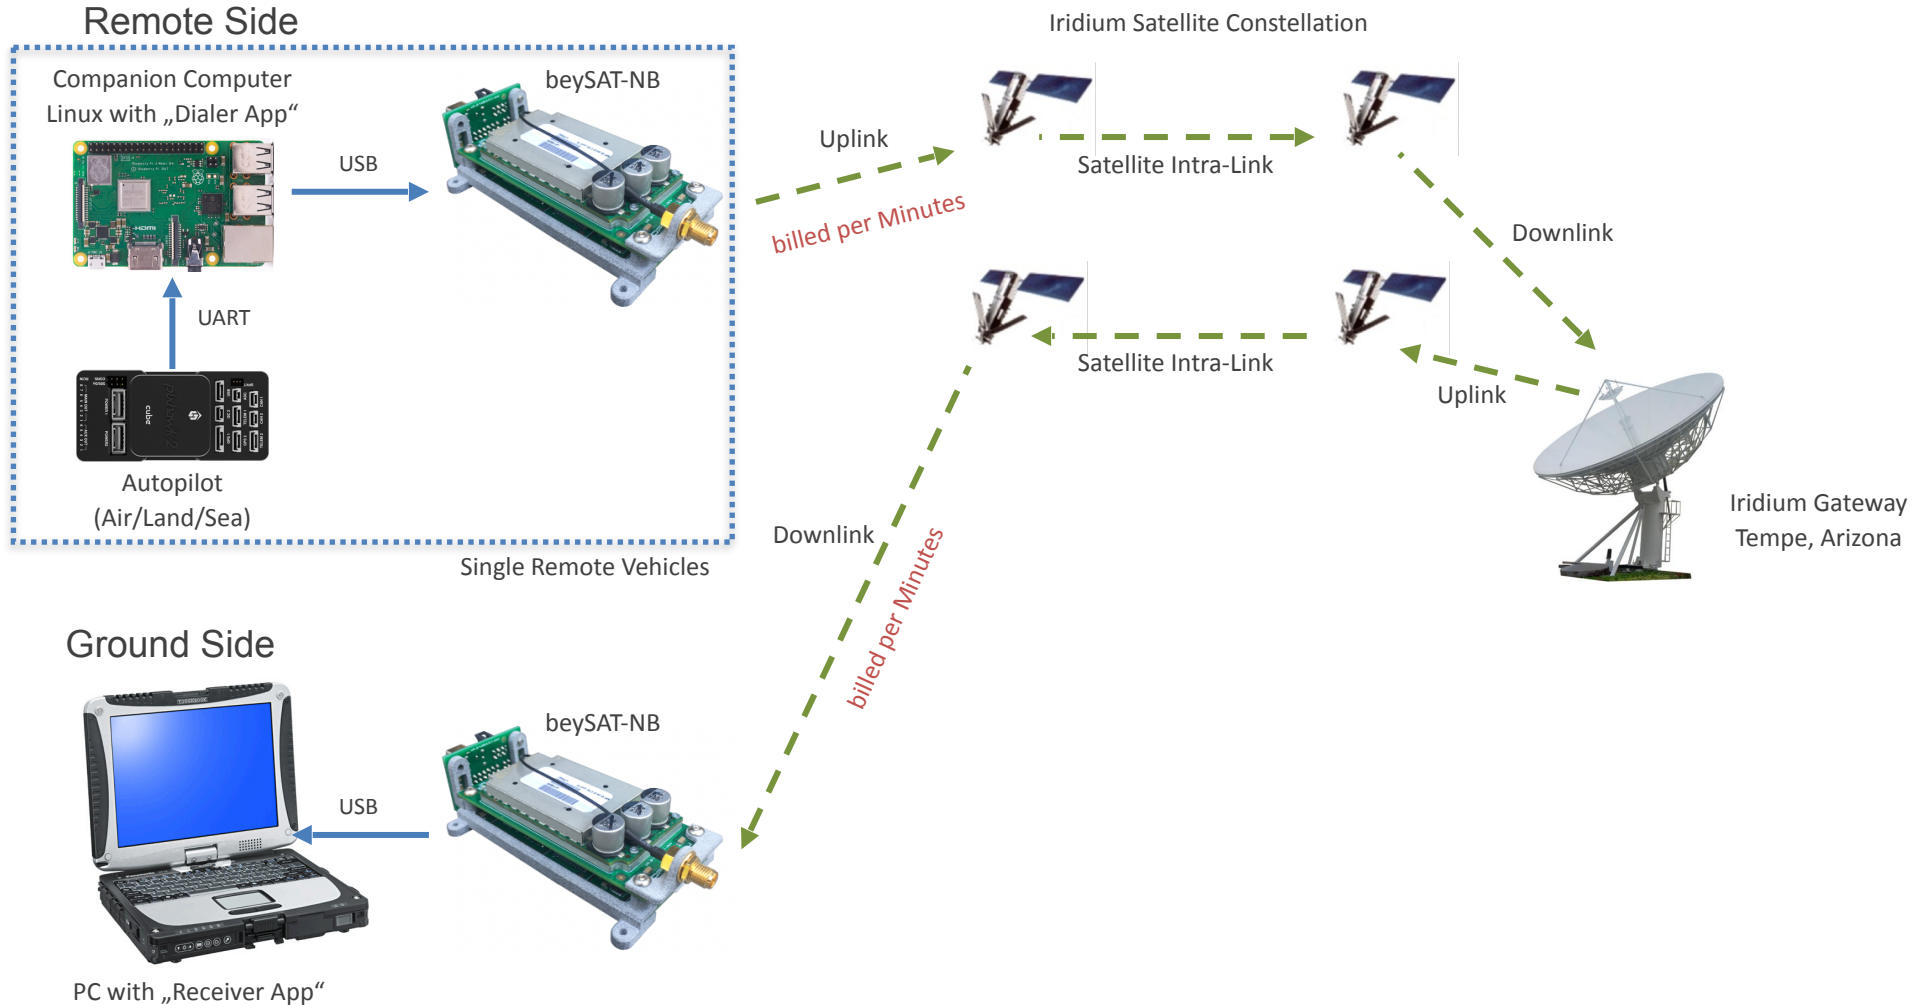 Remote Side
Iridium Satellite Constellation
Companion Computer
Linux with „Dialer App“
beySAT-NB
USB
Uplink
billed per Minutes
Satellite Intra-Link
Downlink
UART
Satellite Intra-Link
Uplink
HDMI
cube
Autopilot
(Air/Land/Sea)
Iridium Gateway
Tempe, Arizona
Downlink
billed per Minutes
Single Remote Vehicles
Ground Side
beySAT-NB
USB
PC with „Receiver App“